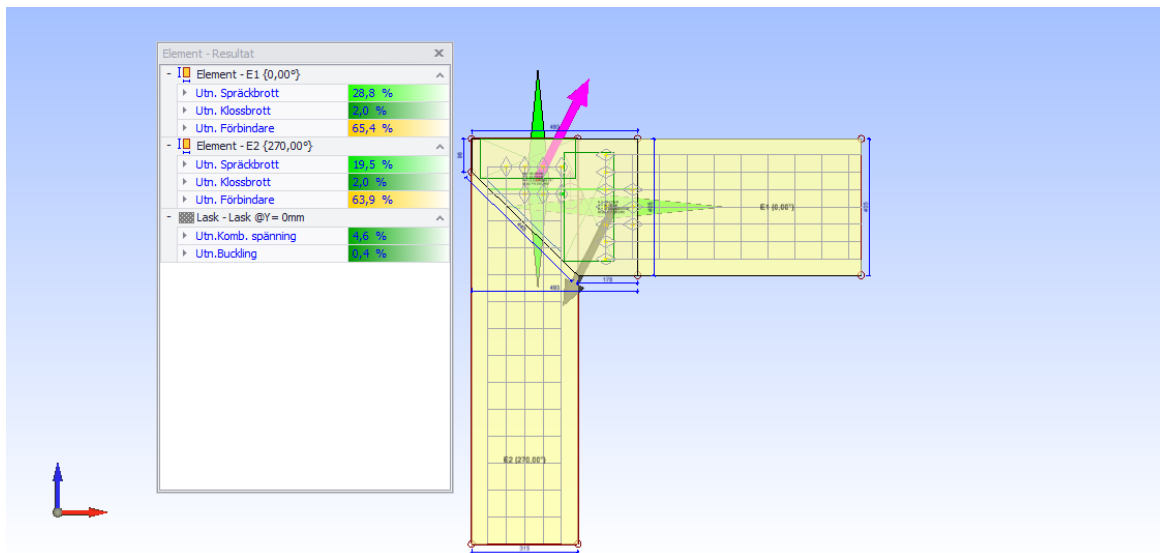 Element - Resultat
Element - E1 {0,00°}
Utn. Spräckbrott 28,8 %
Utn. Klossbrott 2,0 %
Utn. Förbindare 65,4 %
Element - E2 {270,00°}
Utn. Spräckbrott 19,5 %
Utn. Klossbrott 2,0 %
Utn. Förbindare 63,9 %
Lask - Lask @Y= 0mm
Utn.Komb. spänning 4,6 %
Utn.Buckling 0,4 %
E1 {0,00°}
178
E2 {270,00°}
315